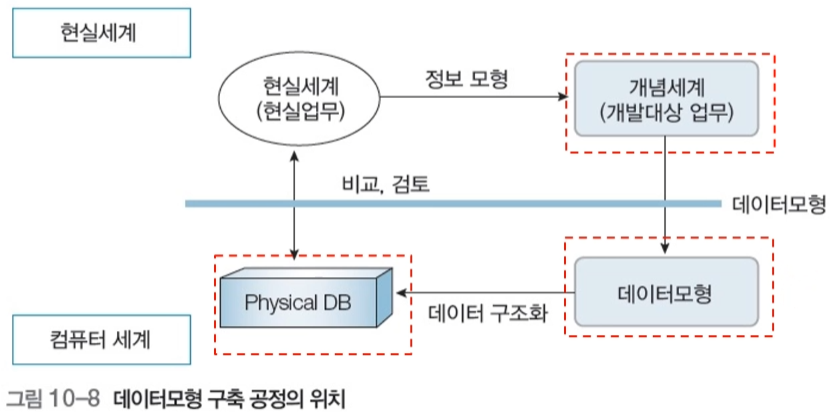 현실세계
현실세계
(현실업무)
정보 모형
개념세계
(개발대상 업무)
비교, 검토
데이터모형
Physical DB
데이터 구조화
데이터모형
컴퓨터 세계
그림 10-8 데이터모형 구축 공정의 위치